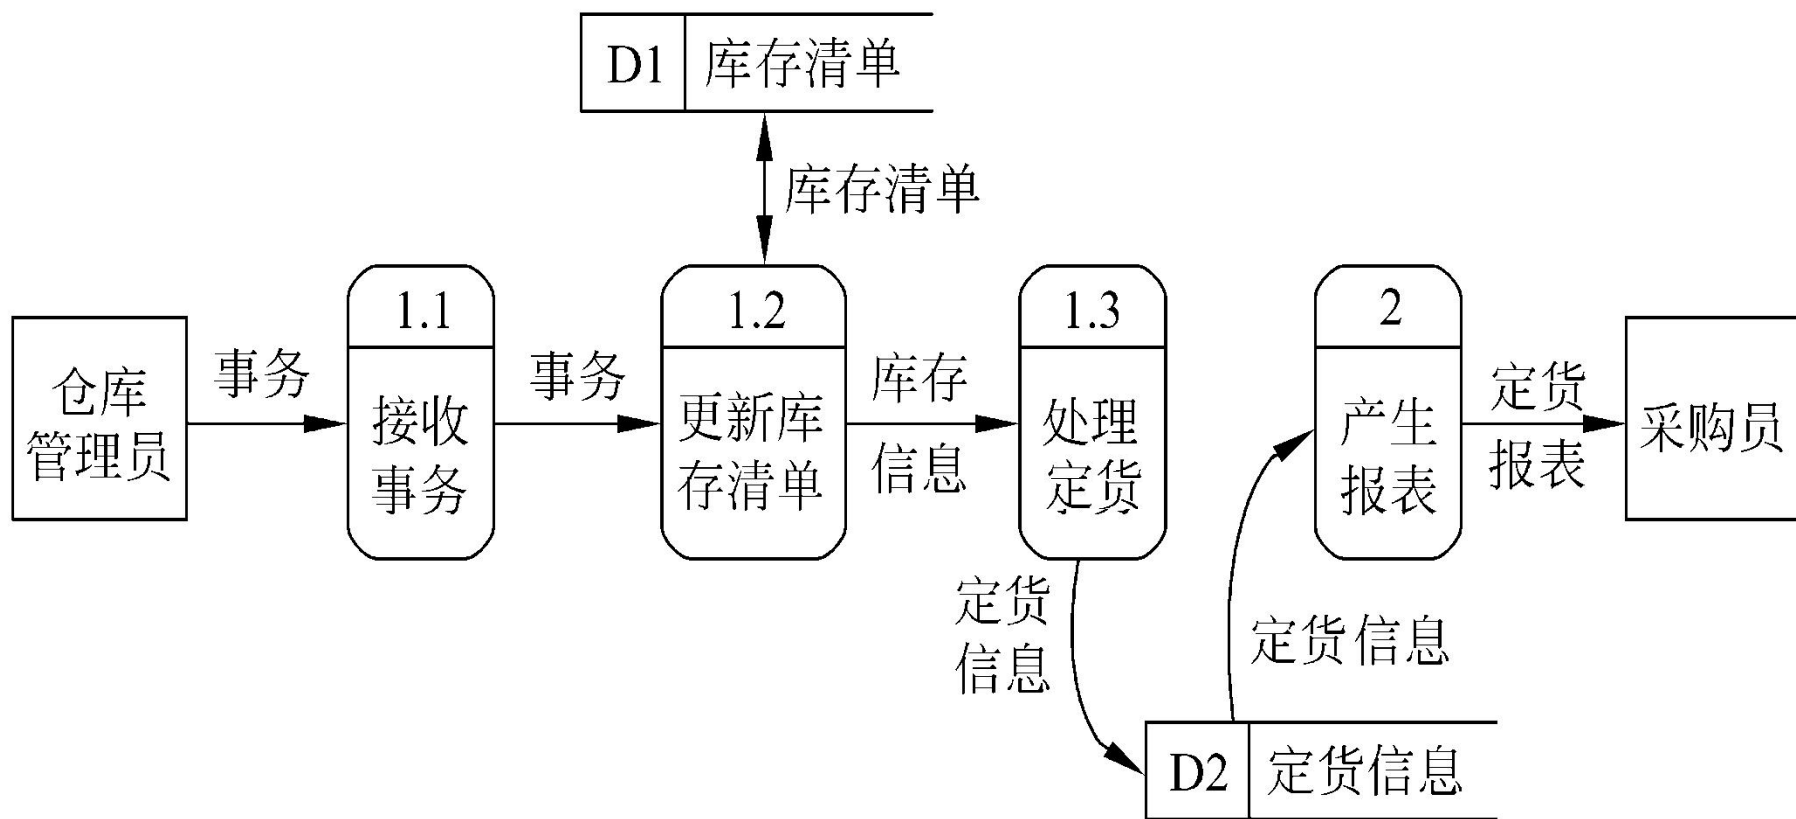 D1 库存清单
库存清单
仓库
管理员
事务
1.1
接收
事务
事务
1.2
更新库
存清单
库存
信息
1.3
处理
定货
定货
信息
D2 定货信息
定货信息
2
产生
报表
定货
报表
采购员